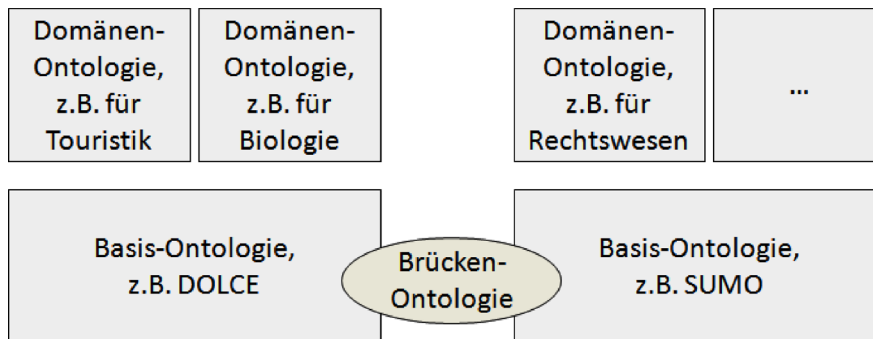 Domänen-
Ontologie,
z.B. für
Touristik
Domänen-
Ontologie,
z.B. für
Biologie
Domänen-
Ontologie,
z.B. für
Rechtswesen
...
Basis-Ontologie,
z.B. DOLCE
Brücken-
Ontologie
Basis-Ontologie,
z.B. SUMO